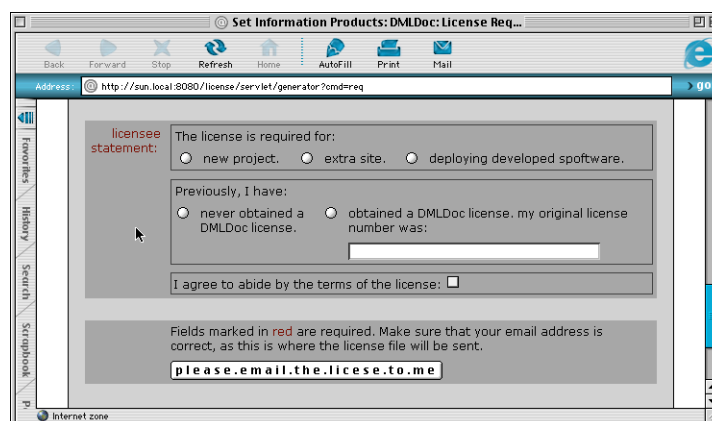 Set Information Products: DMLDoc: License Req...
Back Forward Stop Refresh Home AutoFill Print Mail
Address: http://sun.local:8080/license/servlet/generator?cmd=req go
Favorites
History
Search
Scrapbook
P.
licensee statement:
The license is required for:
new project. extra site. deploying developed spoftware.
Previously, I have:
never obtained a DMLDoc license.
obtained a DMLDoc license. my original license number was:
I agree to abide by the terms of the license:
Fields marked in red are required. Make sure that your email address is
correct, as this is where the license file will be sent.
please.email.the.licese.to.me
Internet zone